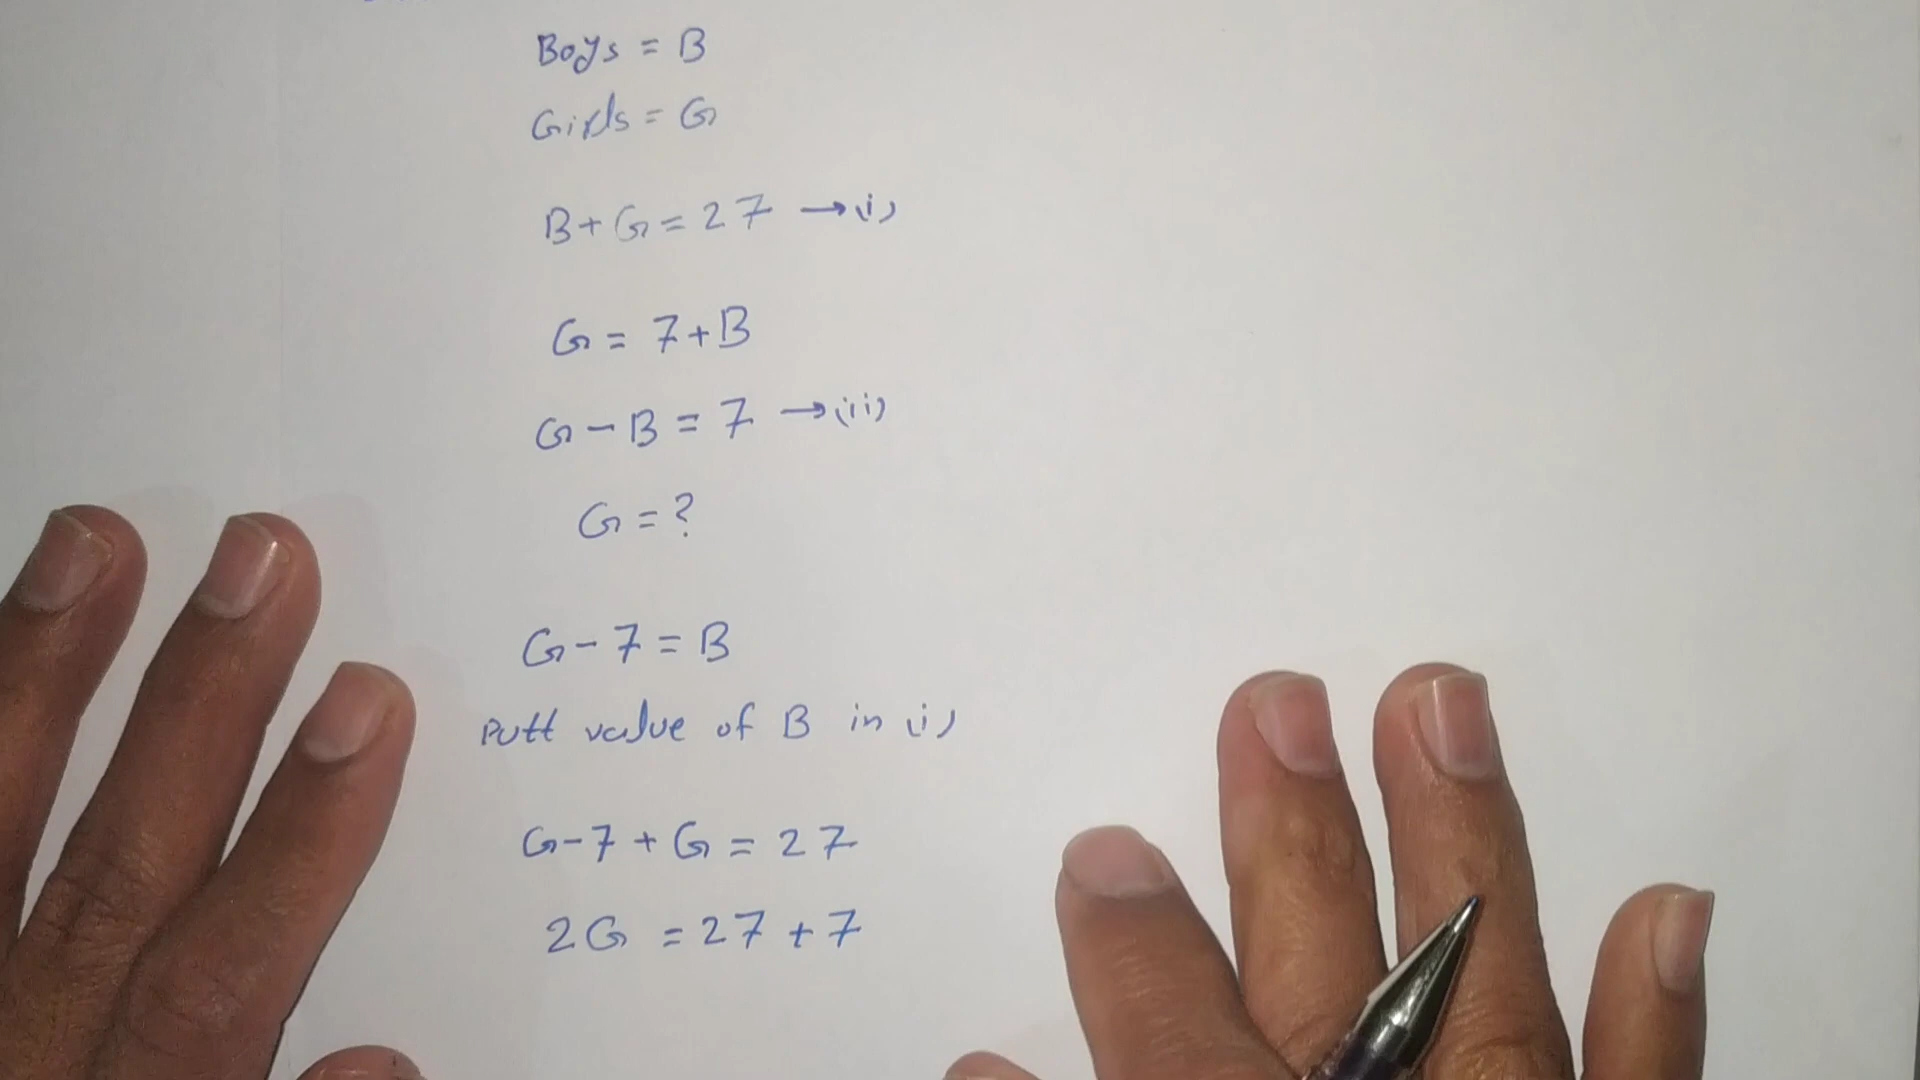 Boys = B
Girls = G
B + G = 27 → (i)
G = 7 + B
G - B = 7 → (ii)
G = ?
G - 7 = B
Putt value of B in (i)
G - 7 + G = 27
2G = 27 + 7